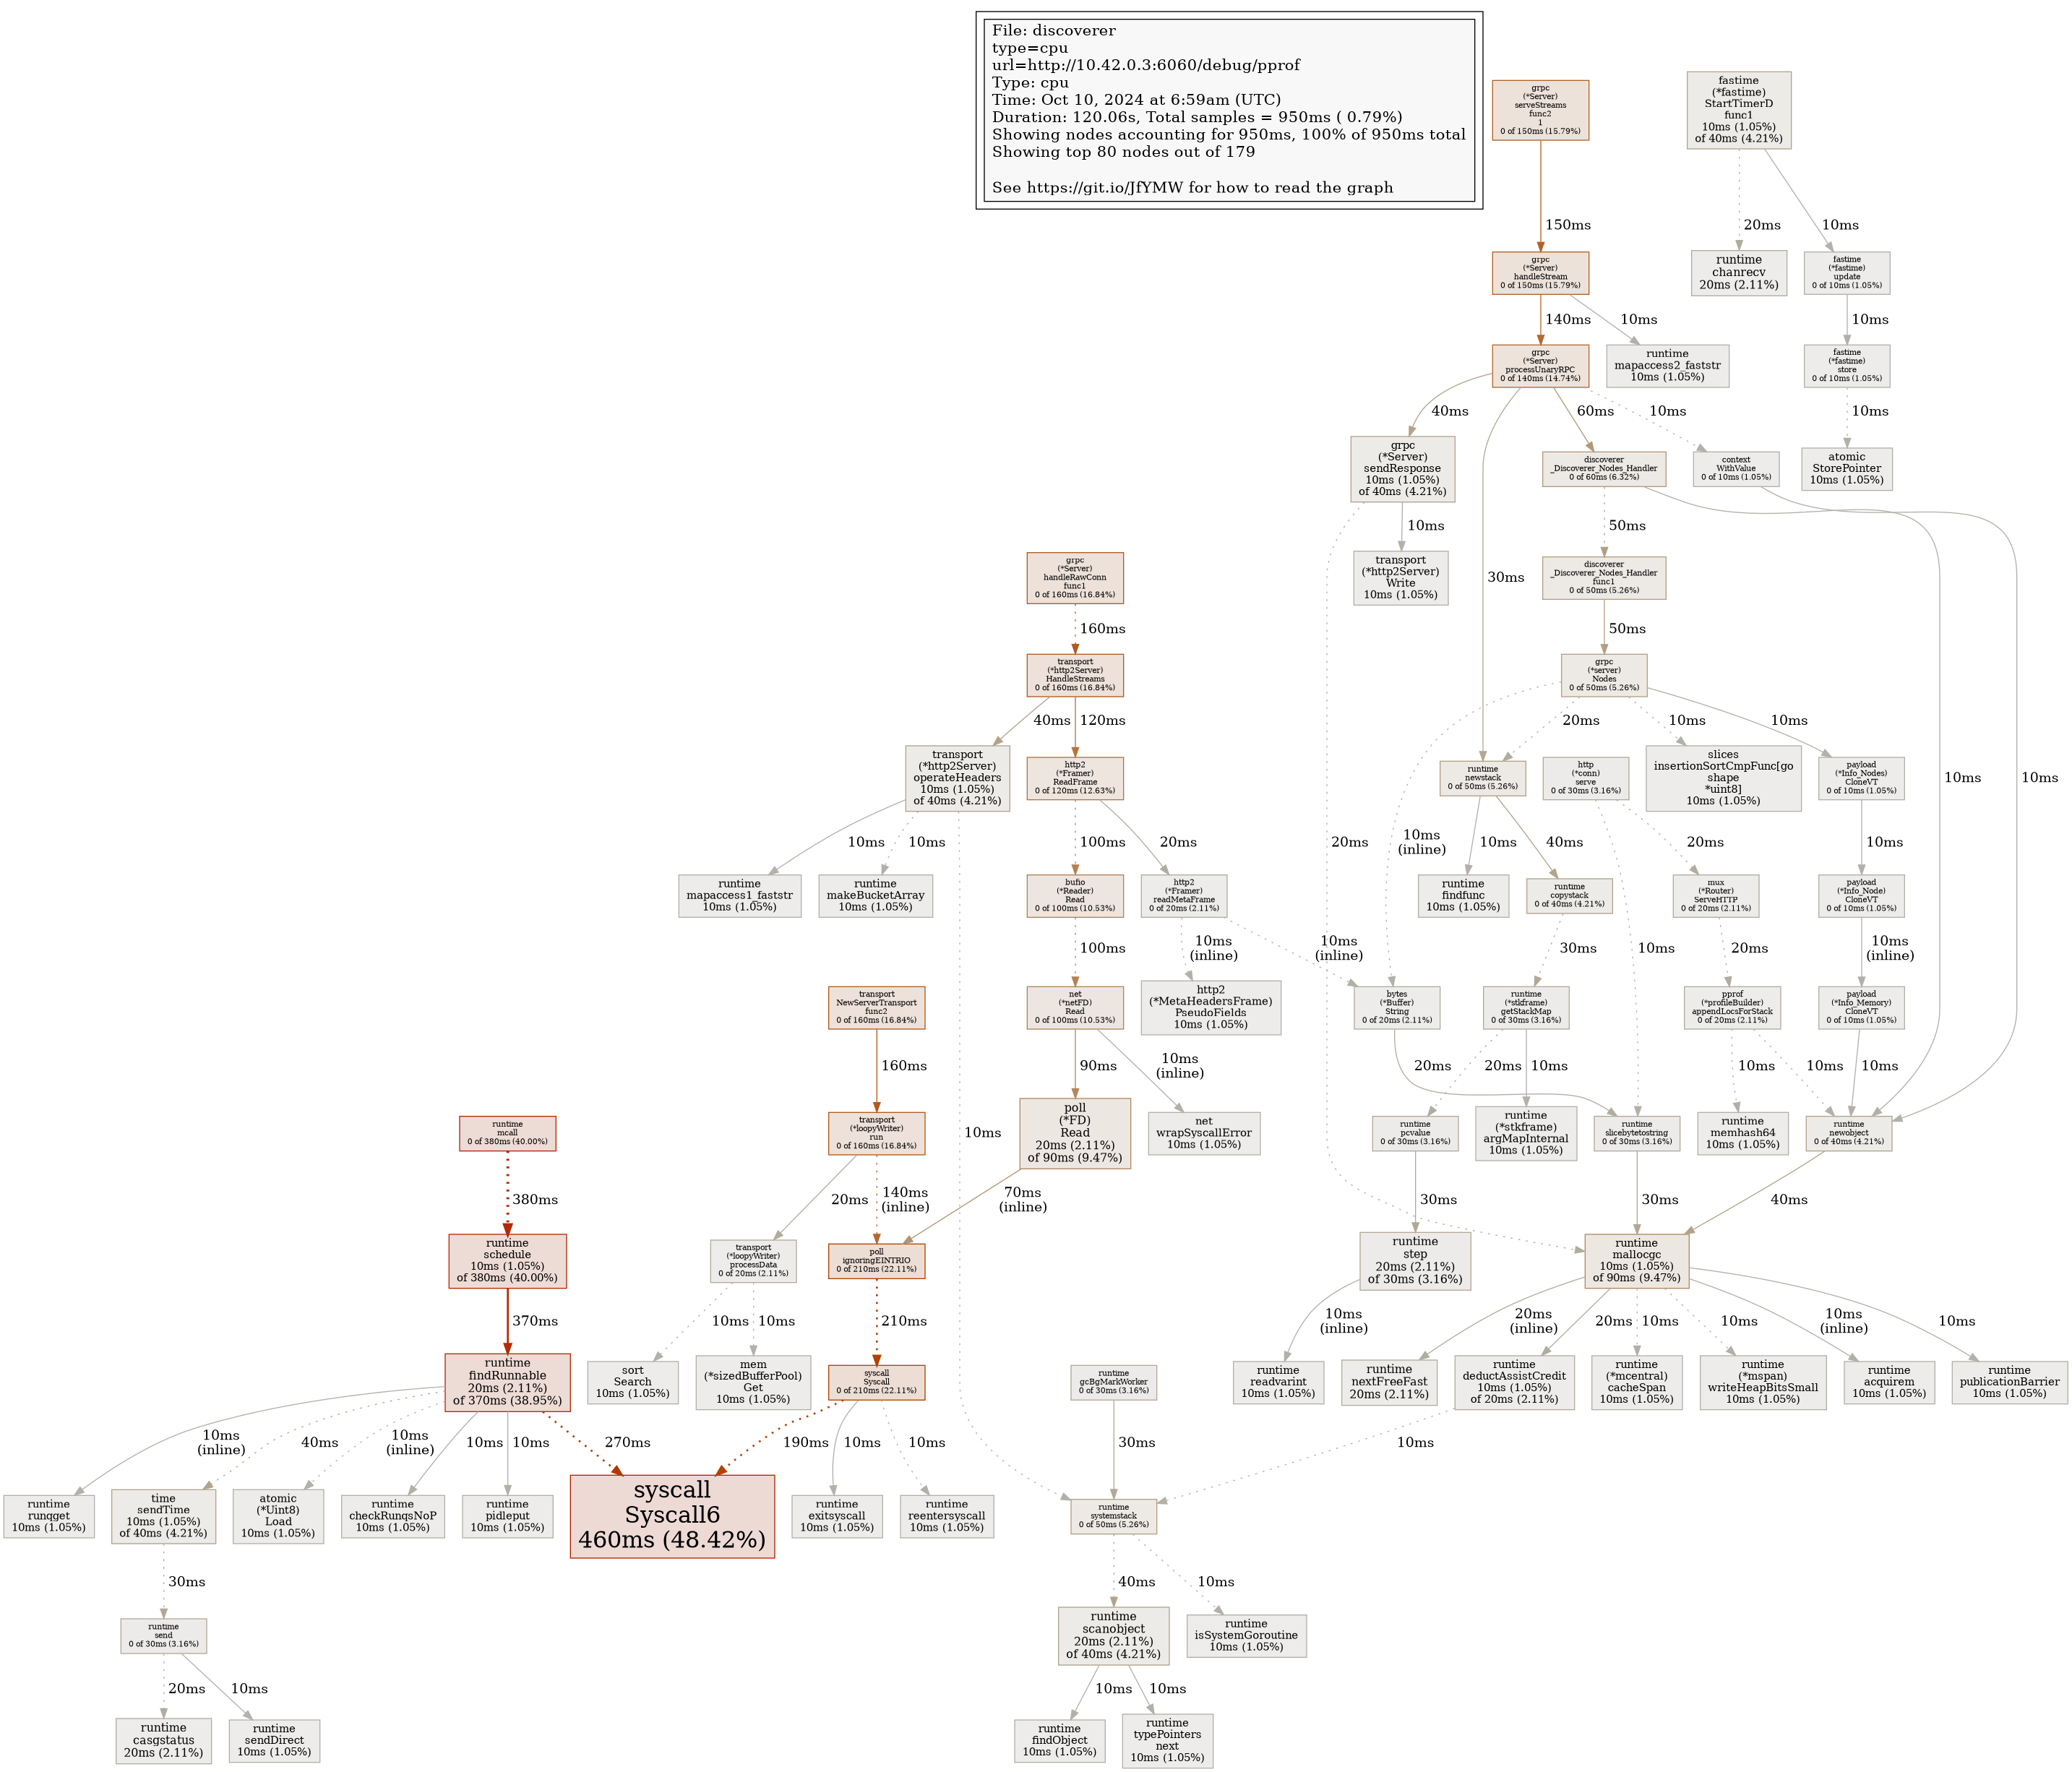 File: discoverer
type=cpu
url=http://10.42.0.3:6060/debug/pprof
Type: cpu
Time: Oct 10, 2024 at 6:59am (UTC)
Duration: 120.06s, Total samples = 950ms ( 0.79%)
Showing nodes accounting for 950ms, 100% of 950ms total
Showing top 80 nodes out of 179
See https://git.io/JfYMW for how to read the graph
grpc
(*Server)
serveStreams
func2
1
0 of 150ms (15.79%)
fastime
(*fastime)
StartTimerD
func1
10ms (1.05%)
of 40ms (4.21%)
150ms
20ms
10ms
grpc
(*Server)
handleStream
0 of 150ms (15.79%)
runtime
chanrecv
20ms (2.11%)
fastime
(*fastime)
update
0 of 10ms (1.05%)
140ms
10ms
10ms
grpc
(*Server)
processUnaryRPC
0 of 140ms (14.74%)
runtime
mapaccess2_faststr
10ms (1.05%)
fastime
(*fastime)
store
0 of 10ms (1.05%)
40ms
60ms
10ms
10ms
grpc
(*Server)
sendResponse
10ms (1.05%)
of 40ms (4.21%)
discoverer
_Discoverer_Nodes_Handler
0 of 60ms (6.32%)
context
WithValue
0 of 10ms (1.05%)
atomic
StorePointer
10ms (1.05%)
10ms
50ms
30ms
grpc
(*Server)
handleRawConn
func1
0 of 160ms (16.84%)
transport
(*http2Server)
Write
10ms (1.05%)
discoverer
_Discoverer_Nodes_Handler
func1
0 of 50ms (5.26%)
160ms
50ms
transport
(*http2Server)
HandleStreams
0 of 160ms (16.84%)
grpc
(*server)
Nodes
0 of 50ms (5.26%)
40ms
120ms
20ms
10ms
10ms
transport
(*http2Server)
operateHeaders
10ms (1.05%)
of 40ms (4.21%)
http2
(*Framer)
ReadFrame
0 of 120ms (12.63%)
runtime
newstack
0 of 50ms (5.26%)
http
(*conn)
serve
0 of 30ms (3.16%)
slices
insertionSortCmpFunc[go
shape
*uint8]
10ms (1.05%)
payload
(*Info_Nodes)
CloneVT
0 of 10ms (1.05%)
10ms
10ms
10ms
10ms
100ms
20ms
20ms
10ms
(inline)
10ms
40ms
20ms
10ms
runtime
mapaccess1_faststr
10ms (1.05%)
runtime
makeBucketArray
10ms (1.05%)
bufio
(*Reader)
Read
0 of 100ms (10.53%)
http2
(*Framer)
readMetaFrame
0 of 20ms (2.11%)
runtime
findfunc
10ms (1.05%)
runtime
copystack
0 of 40ms (4.21%)
mux
(*Router)
ServeHTTP
0 of 20ms (2.11%)
payload
(*Info_Node)
CloneVT
0 of 10ms (1.05%)
100ms
10ms
(inline)
10ms
(inline)
30ms
10ms
20ms
10ms
(inline)
transport
NewServerTransport
func2
0 of 160ms (16.84%)
net
(*netFD)
Read
0 of 100ms (10.53%)
http2
(*MetaHeadersFrame)
PseudoFields
10ms (1.05%)
bytes
(*Buffer)
String
0 of 20ms (2.11%)
runtime
(*stkframe)
getStackMap
0 of 30ms (3.16%)
pprof
(*profileBuilder)
appendLocsForStack
0 of 20ms (2.11%)
payload
(*Info_Memory)
CloneVT
0 of 10ms (1.05%)
160ms
90ms
10ms
(inline)
20ms
20ms
10ms
10ms
10ms
10ms
runtime
mcall
0 of 380ms (40.00%)
transport
(*loopyWriter)
run
0 of 160ms (16.84%)
10ms
poll
(*FD)
Read
20ms (2.11%)
of 90ms (9.47%)
net
wrapSyscallError
10ms (1.05%)
runtime
pcvalue
0 of 30ms (3.16%)
runtime
(*stkframe)
argMapInternal
10ms (1.05%)
runtime
slicebytetostring
0 of 30ms (3.16%)
runtime
memhash64
10ms (1.05%)
runtime
newobject
0 of 40ms (4.21%)
380ms
20ms
140ms
(inline)
70ms
(inline)
30ms
30ms
40ms
runtime
schedule
10ms (1.05%)
of 380ms (40.00%)
transport
(*loopyWriter)
processData
0 of 20ms (2.11%)
poll
ignoringEINTRIO
0 of 210ms (22.11%)
runtime
step
20ms (2.11%)
of 30ms (3.16%)
runtime
mallocgc
10ms (1.05%)
of 90ms (9.47%)
370ms
10ms
10ms
210ms
10ms
(inline)
20ms
(inline)
20ms
10ms
10ms
10ms
(inline)
10ms
runtime
findRunnable
20ms (2.11%)
of 370ms (38.95%)
sort
Search
10ms (1.05%)
mem
(*sizedBufferPool)
Get
10ms (1.05%)
syscall
Syscall
0 of 210ms (22.11%)
runtime
gcBgMarkWorker
0 of 30ms (3.16%)
runtime
readvarint
10ms (1.05%)
runtime
nextFreeFast
20ms (2.11%)
runtime
deductAssistCredit
10ms (1.05%)
of 20ms (2.11%)
runtime
(*mcentral)
cacheSpan
10ms (1.05%)
runtime
(*mspan)
writeHeapBitsSmall
10ms (1.05%)
runtime
acquirem
10ms (1.05%)
runtime
publicationBarrier
10ms (1.05%)
10ms
(inline)
40ms
10ms
(inline)
10ms
10ms
270ms
190ms
10ms
10ms
30ms
10ms
runtime
runqget
10ms (1.05%)
time
sendTime
10ms (1.05%)
of 40ms (4.21%)
atomic
(*Uint8)
Load
10ms (1.05%)
runtime
checkRunqsNoP
10ms (1.05%)
runtime
pidleput
10ms (1.05%)
syscall
Syscall6
460ms (48.42%)
runtime
exitsyscall
10ms (1.05%)
runtime
reentersyscall
10ms (1.05%)
runtime
systemstack
0 of 50ms (5.26%)
30ms
40ms
10ms
runtime
send
0 of 30ms (3.16%)
runtime
scanobject
20ms (2.11%)
of 40ms (4.21%)
runtime
isSystemGoroutine
10ms (1.05%)
20ms
10ms
10ms
10ms
runtime
casgstatus
20ms (2.11%)
runtime
sendDirect
10ms (1.05%)
runtime
findObject
10ms (1.05%)
runtime
typePointers
next
10ms (1.05%)